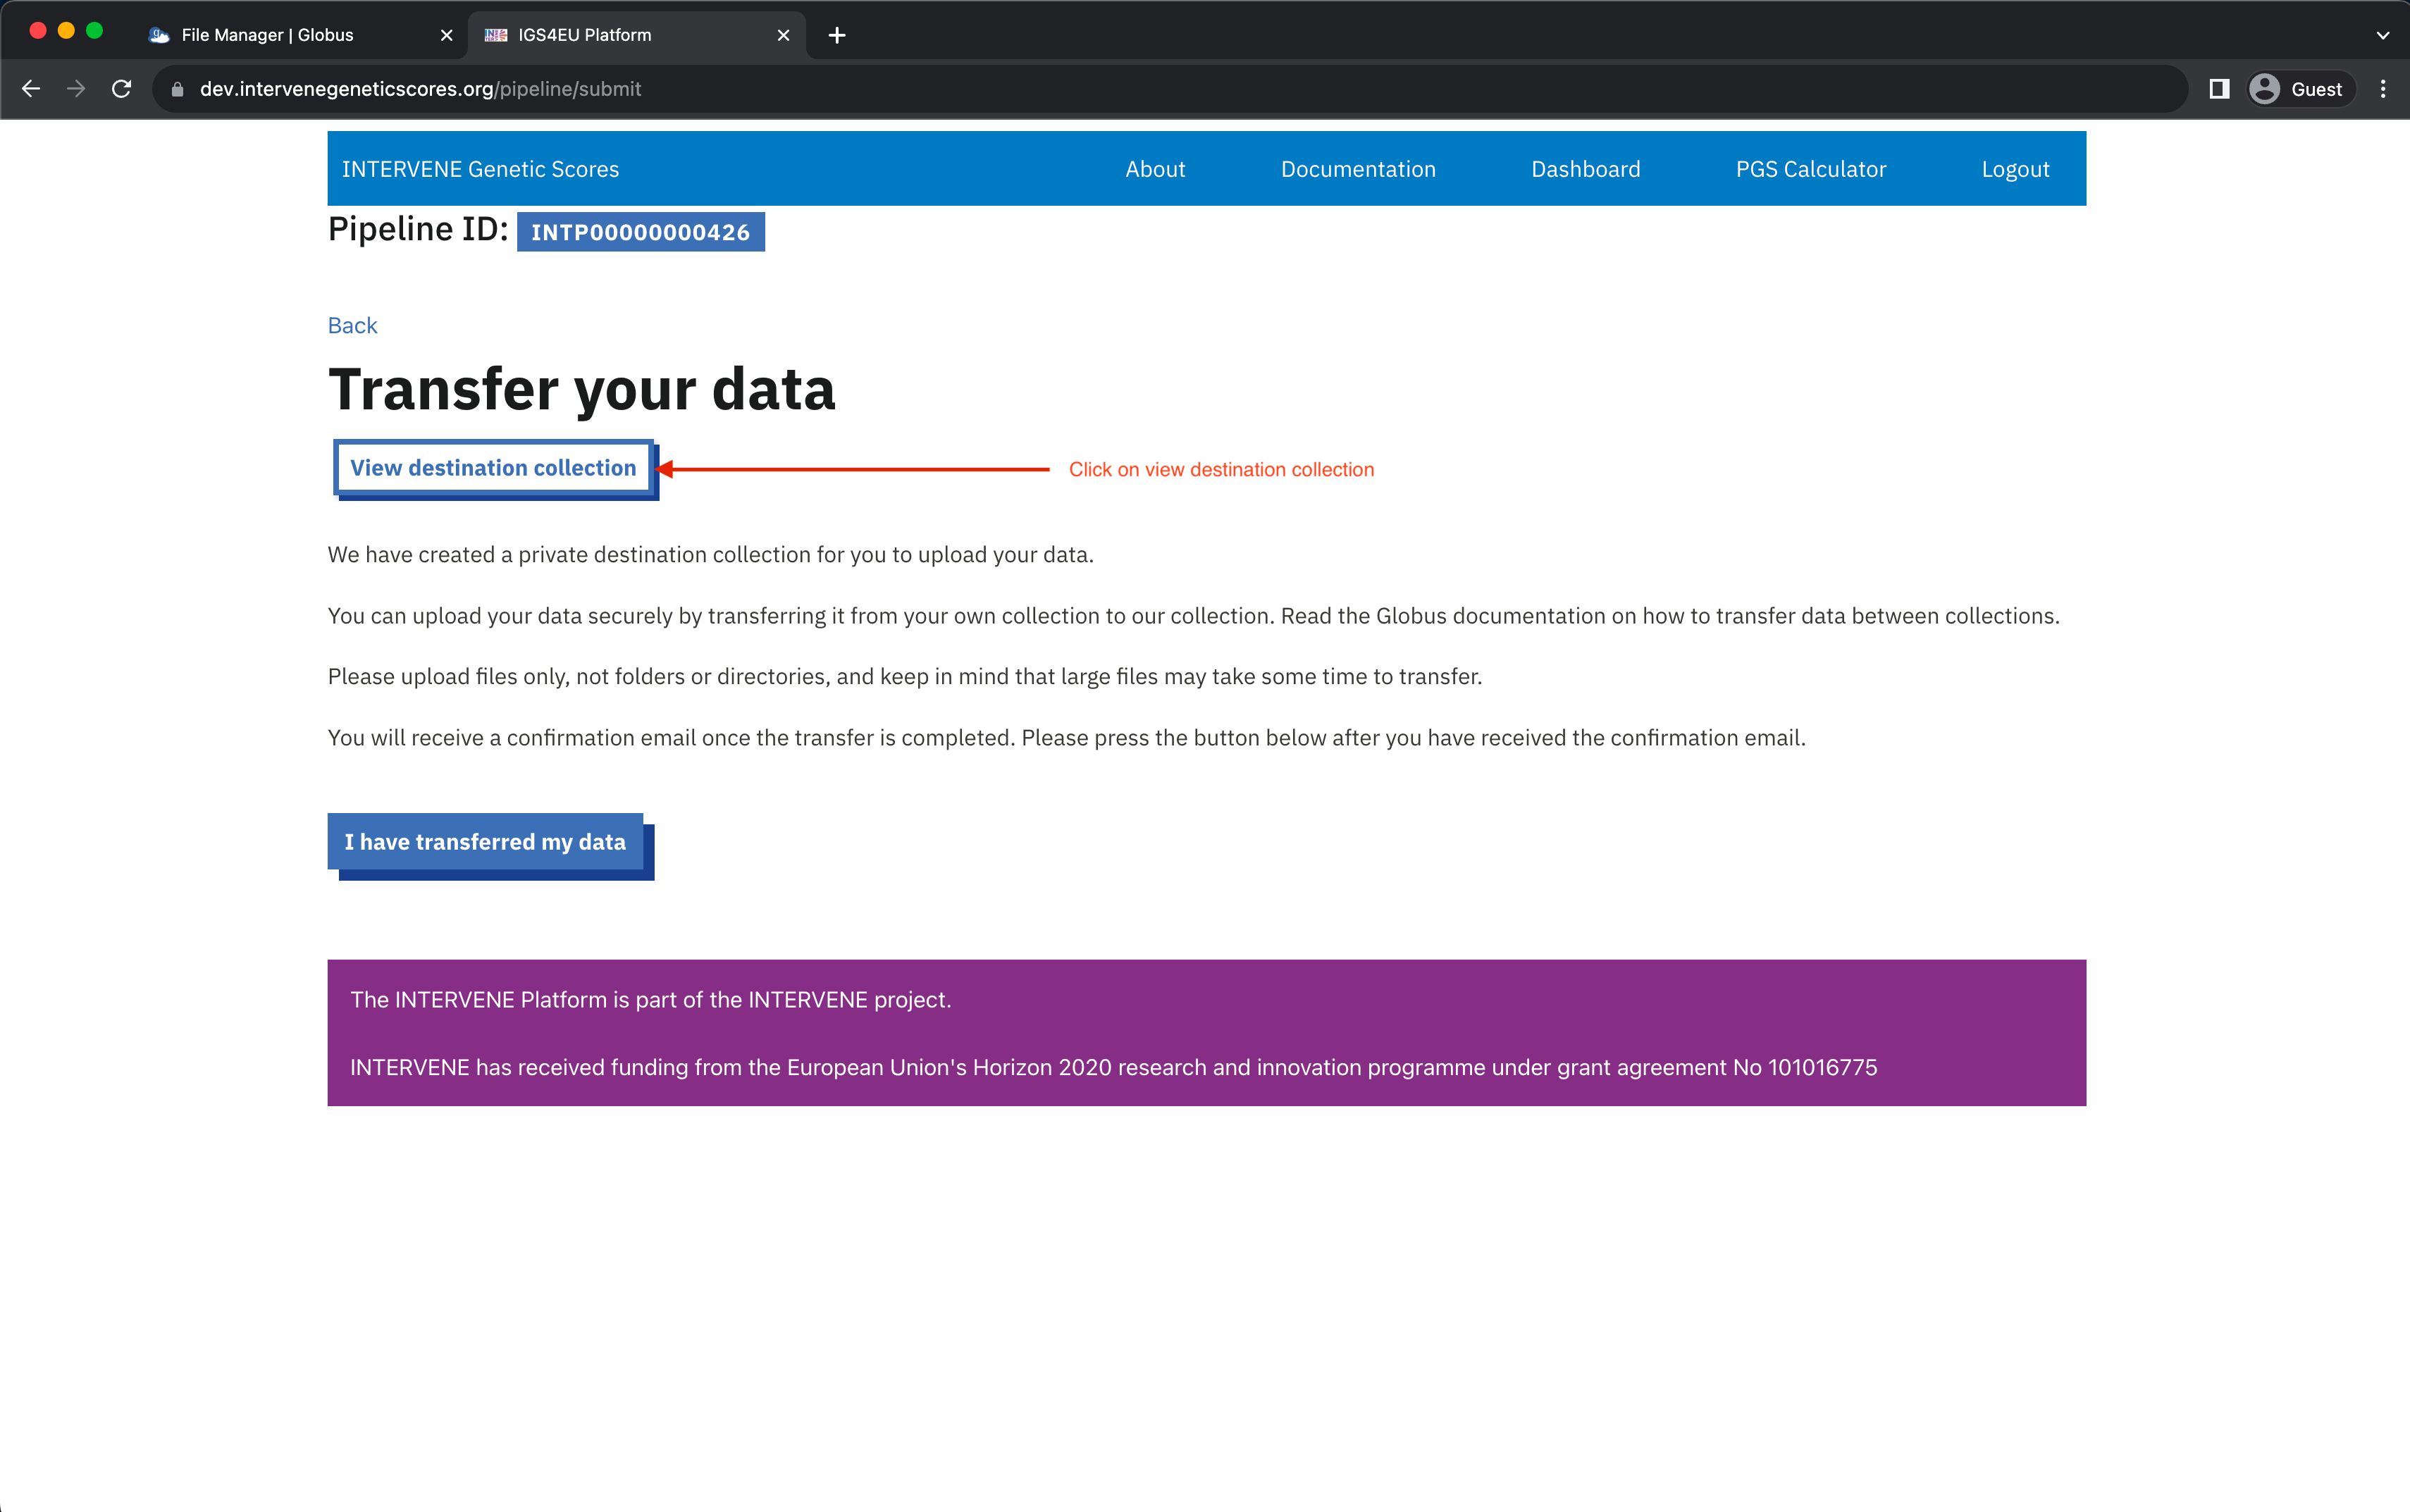 File Manager | Globus
IGS4EU Platform
dev.intervenegeneticscores.org/pipeline/submit
Guest
INTERVENE Genetic Scores
About
Documentation
Dashboard
PGS Calculator
Logout
Pipeline ID: INTP00000000426
Back
Transfer your data
View destination collection
Click on view destination collection
We have created a private destination collection for you to upload your data.
You can upload your data securely by transferring it from your own collection to our collection. Read the Globus documentation on how to transfer data between collections.
Please upload files only, not folders or directories, and keep in mind that large files may take some time to transfer.
You will receive a confirmation email once the transfer is completed. Please press the button below after you have received the confirmation email.
I have transferred my data
The INTERVENE Platform is part of the INTERVENE project.
INTERVENE has received funding from the European Union's Horizon 2020 research and innovation programme under grant agreement No 101016775